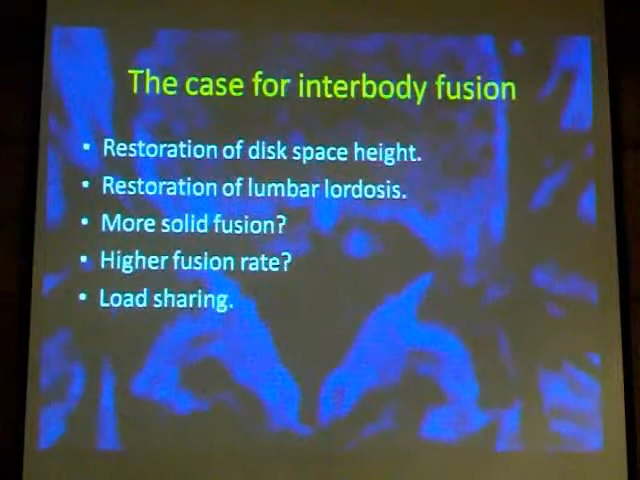 The case for interbody fusion
• Restoration of disk space height.
• Restoration of lumbar lordosis.
• More solid fusion?
• Higher fusion rate?
• Load sharing.